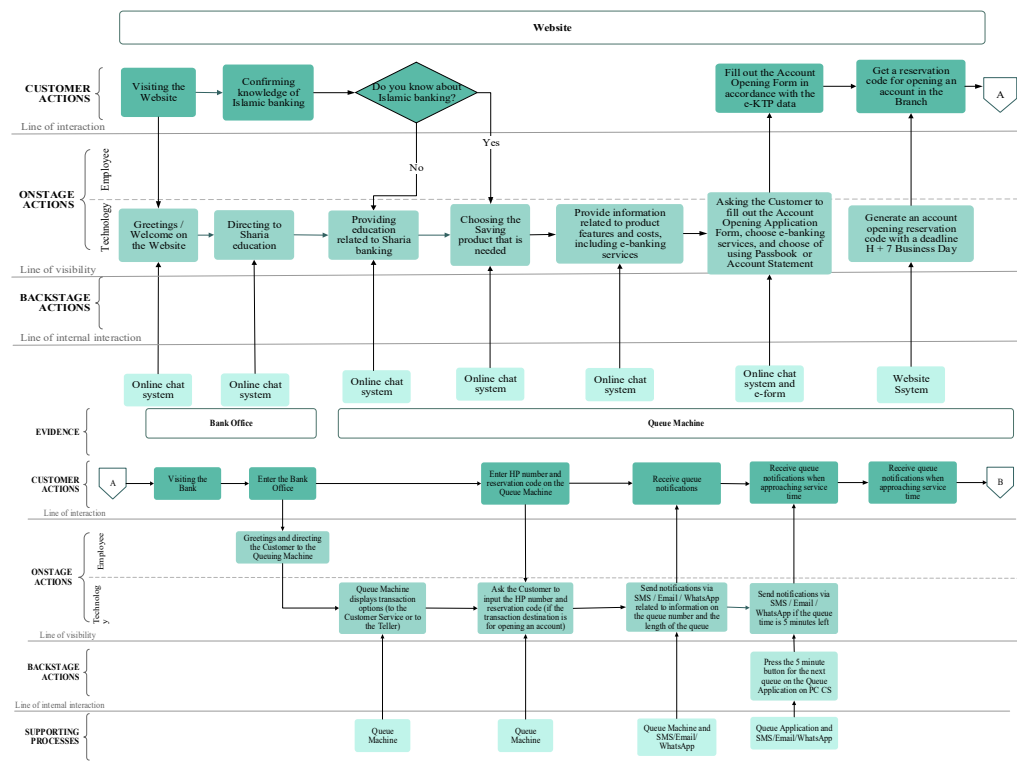 Website
CUSTOMER
ACTIONS
Visiting the
Website
Confirming
knowledge of
Islamic banking
Do you know about
Islamic banking?
Fill out the Account
Opening Form in
accordance with the
e-KTP data
Get a reservation
code for opening an
account in the
Branch
A
Line of interaction
Yes
No
ONSTAGE
ACTIONS
Employee
Technology
Greetings /
Welcome on
the Website
Directing to
Sharia
education
Providing
education
related to Sharia
banking
Choosing the
Saving
product that is
needed
Provide information
related to product
features and costs,
including e-banking
services
Asking the Customer to
fill out the Account
Opening Application
Form, choose e-banking
services, and choose of
using Passbook or
Account Statement
Generate an account
opening reservation
code with a deadline
H + 7 Business Day
Line of visibility
BACKSTAGE
ACTIONS
Line of internal interaction
Online chat
system
Online chat
system
Online chat
system
Online chat
system
Online chat
system
Online chat
system and
e-form
Website
Ssytem
EVIDENCE
Bank Office
Queue Machine
CUSTOMER
ACTIONS
A
Visiting the
Bank
Enter the Bank
Office
Enter HP number and
reservation code on the
Queue Machine
Receive queue
notifications
Receive queue
notifications when
approaching service
time
Receive queue
notifications when
approaching service
time
B
Line of interaction
ONSTAGE
ACTIONS
Employee
Technolog
y
Greetings and directing
the Customer to the
Queuing Machine
Queue Machine
displays transaction
options (to the
Customer Service or to
the Teller)
Ask the Customer to
input the HP number and
reservation code (if the
transaction destination is
for opening an account)
Send notifications via
SMS / Email / WhatsApp
related to information on
the queue number and the
length of the queue
Send notifications via
SMS / Email /
WhatsApp if the queue
time is 5 minutes left
Line of visibility
BACKSTAGE
ACTIONS
Press the 5 minute
button for the next
queue on the Queue
Application on PC CS
Line of internal interaction
SUPPORTING
PROCESSES
Queue
Machine
Queue
Machine
Queue Machine and
SMS/Email/
WhatsApp
Queue Application and
SMS/Email/WhatsApp